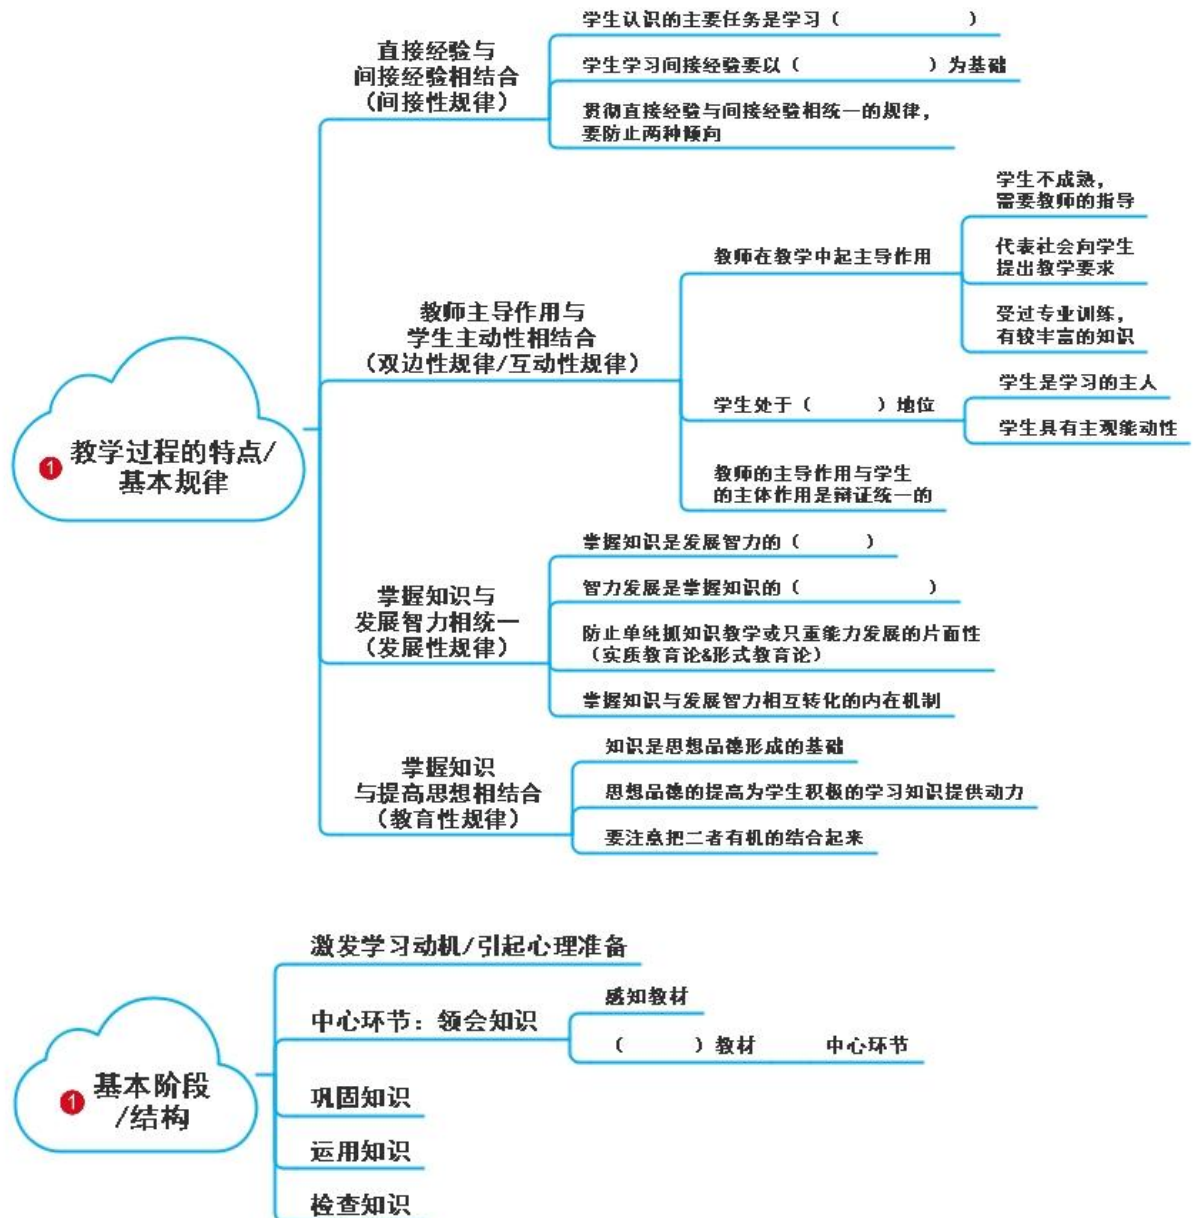 1 教学过程的特点/
基本规律
直接经验与
间接经验相结合
（间接性规律）
学生认识的主要任务是学习（ ）
学生学习间接经验要以（ ）为基础
贯彻直接经验与间接经验相统一的规律，
要防止两种倾向
教师主导作用与
学生主动性相结合
（双边性规律/互动性规律）
教师在教学中起主导作用
学生不成熟，
需要教师的指导
代表社会向学生
提出教学要求
受过专业训练，
有较丰富的知识
学生处于（ ）地位
学生是学习的主人
学生具有主观能动性
教师的主导作用与学生
的主体作用是辩证统一的
掌握知识与
发展智力相统一
（发展性规律）
掌握知识是发展智力的（ ）
智力发展是掌握知识的（ ）
防止单纯抓知识教学或只重能力发展的片面性
（实质教育论&形式教育论）
掌握知识与发展智力相互转化的内在机制
掌握知识
与提高思想相结合
（教育性规律）
知识是思想品德形成的基础
思想品德的提高为学生积极的学习知识提供动力
要注意把二者有机的结合起来
1 基本阶段
/结构
激发学习动机/引起心理准备
中心环节：领会知识
感知教材
（ ）教材 中心环节
巩固知识
运用知识
检查知识